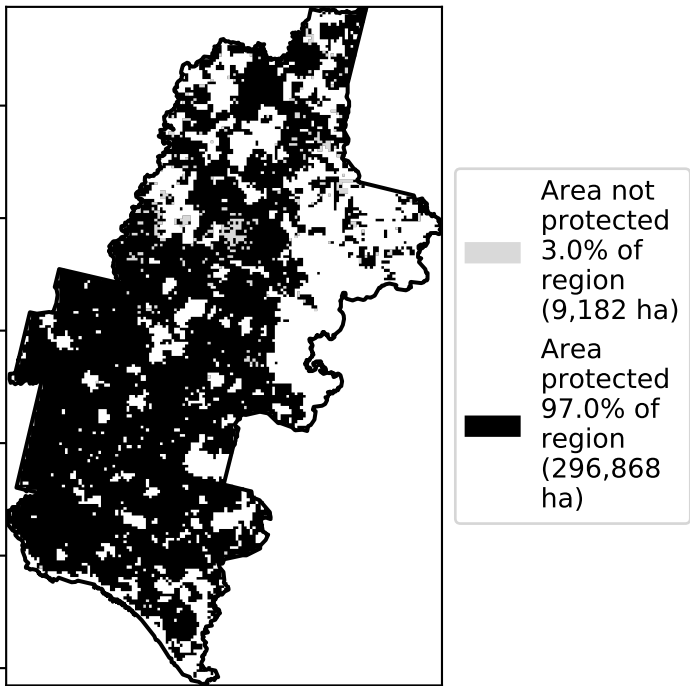 Area not
protected
3.0% of
region
(9,182 ha)
Area
protected
97.0% of
region
(296,868
ha)